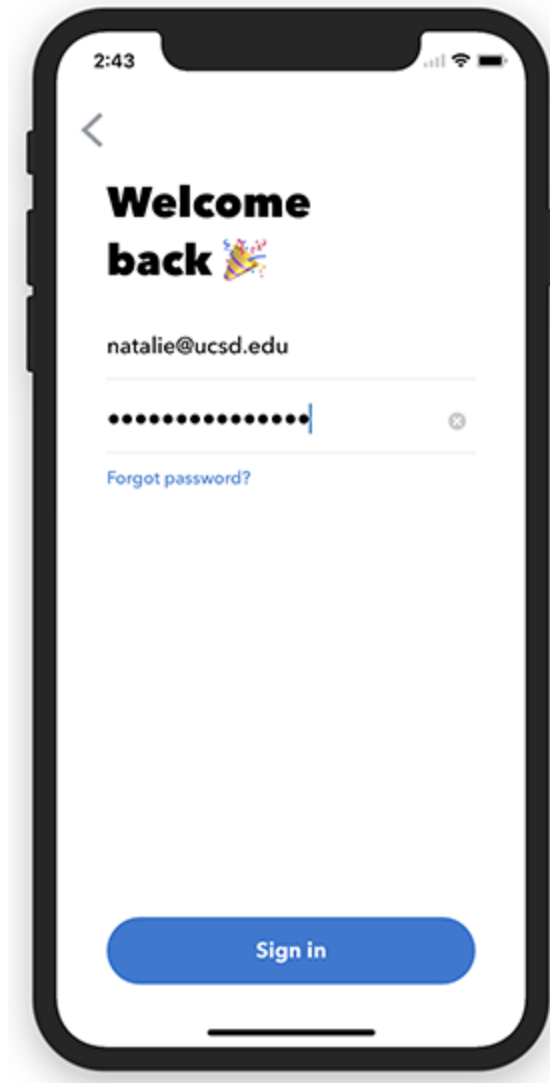 2:43
Welcome
back 🎉
natalie@ucsd.edu
•••••••••••••••
Forgot password?
Sign in